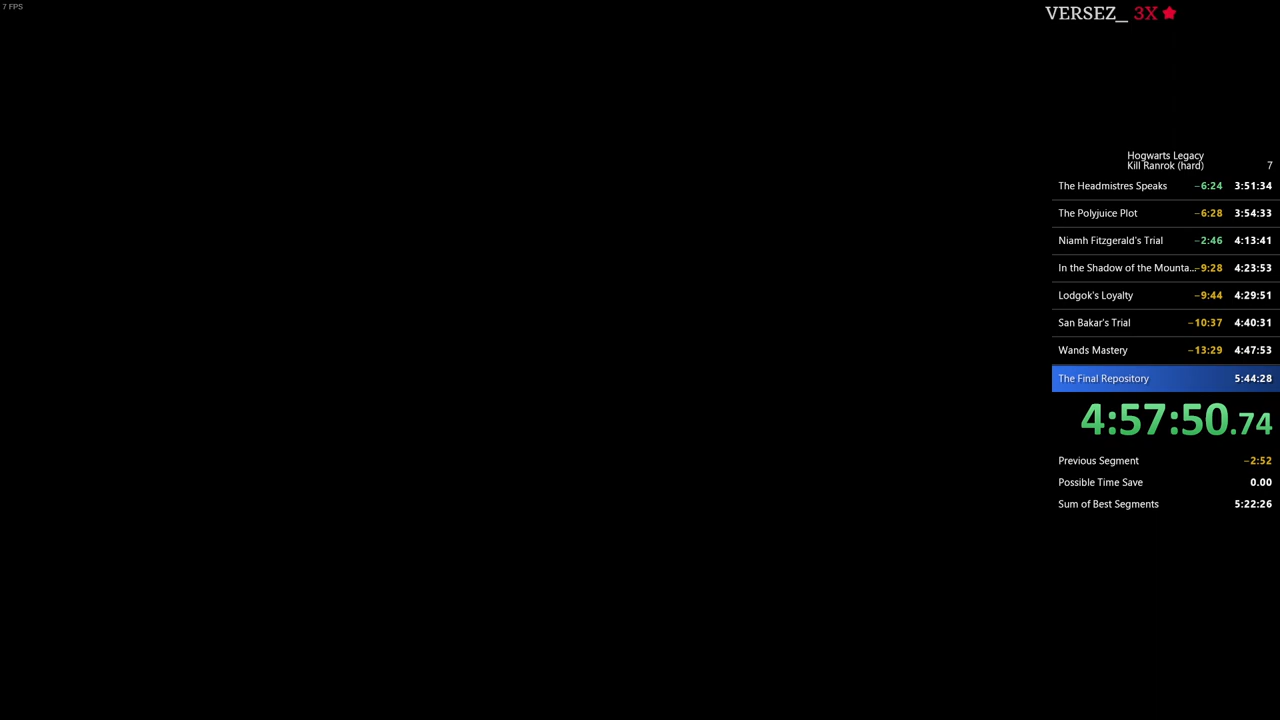 7 FPS
VERSEZ_ 3X
Hogwarts Legacy
Kill Ranrok (hard) 7
The Headmistres Speaks −6:24 3:51:34
The Polyjuice Plot −6:28 3:54:33
Niamh Fitzgerald's Trial −2:46 4:13:41
In the Shadow of the Mounta... −9:28 4:23:53
Lodgok's Loyalty −9:44 4:29:51
San Bakar's Trial −10:37 4:40:31
Wands Mastery −13:29 4:47:53
The Final Repository 5:44:28
4:57:50.74
Previous Segment −2:52
Possible Time Save 0.00
Sum of Best Segments 5:22:26